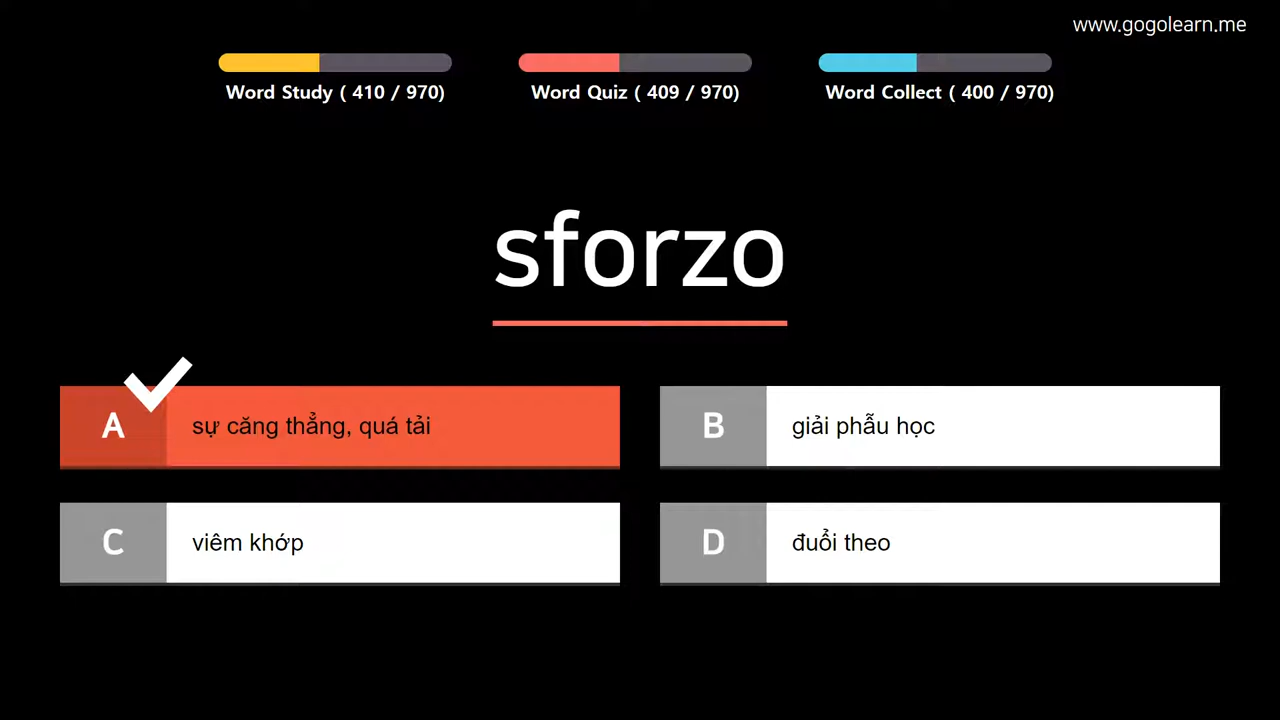 www.gogolearn.me
Word Study ( 410 / 970)
Word Quiz ( 409 / 970)
Word Collect ( 400 / 970)
sforzo
A sự căng thẳng, quá tải
B giải phẫu học
C viêm khớp
D đuổi theo